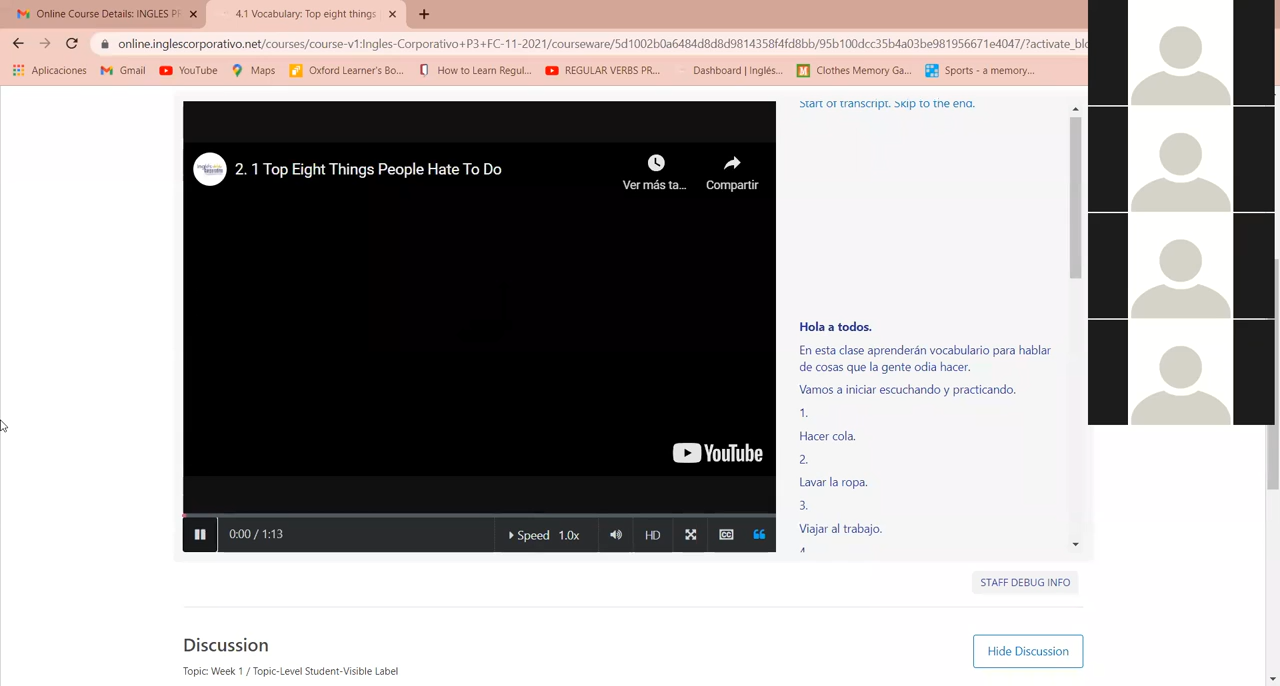 Online Course Details: INGLES PR
4.1 Vocabulary: Top eight things
online.inglescorporativo.net/courses/course-v1:Ingles-Corporativo+P3+FC-11-2021/courseware/5d1002b0a6484d8d8d9814358f4fd8bb/95b100dcc35b4a03be981956671e4047/?activate_blo
Aplicaciones
Gmail
YouTube
Maps
Oxford Learner's Bo...
How to Learn Regul...
REGULAR VERBS PR...
Dashboard | Inglés...
Clothes Memory Ga...
Sports - a memory...
2. 1 Top Eight Things People Hate To Do
Ver más ta...
Compartir
YouTube
0:00 / 1:13
Speed 1.0x
HD
CC
Start of transcript. Skip to the end.
Hola a todos.
En esta clase aprenderán vocabulario para hablar
de cosas que la gente odia hacer.
Vamos a iniciar escuchando y practicando.
1.
Hacer cola.
2.
Lavar la ropa.
3.
Viajar al trabajo.
4.
STAFF DEBUG INFO
Discussion
Hide Discussion
Topic: Week 1 / Topic-Level Student-Visible Label